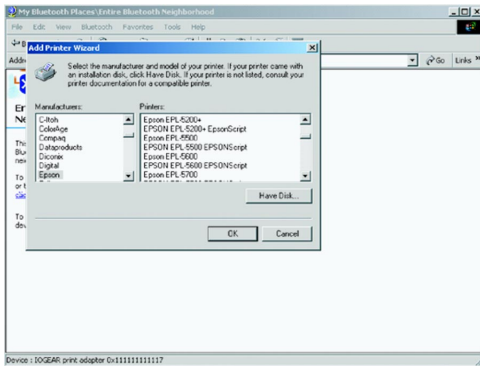 My Bluetooth Places\Entire Bluetooth Neighborhood
File Edit View Bluetooth Favorites Tools Help
Add Printer Wizard
Select the manufacturer and model of your printer. If your printer came with
an installation disk, click Have Disk. If your printer is not listed, consult your
printer documentation for a compatible printer.
Go Links
Manufacturers:
C-Itoh
ColorAge
Compaq
Dataproducts
Diconix
Digital
Epson
Printers:
Epson EPL-5200+
EPSON EPL-5200+ EpsonScript
Epson EPL-5500
EPSON EPL-5500 EPSONScript
Epson EPL-5600
EPSON EPL-5600 EPSONScript
Epson EPL-5700
Have Disk...
OK Cancel
To
To
Device : IOGEAR print adapter 0x111111111117